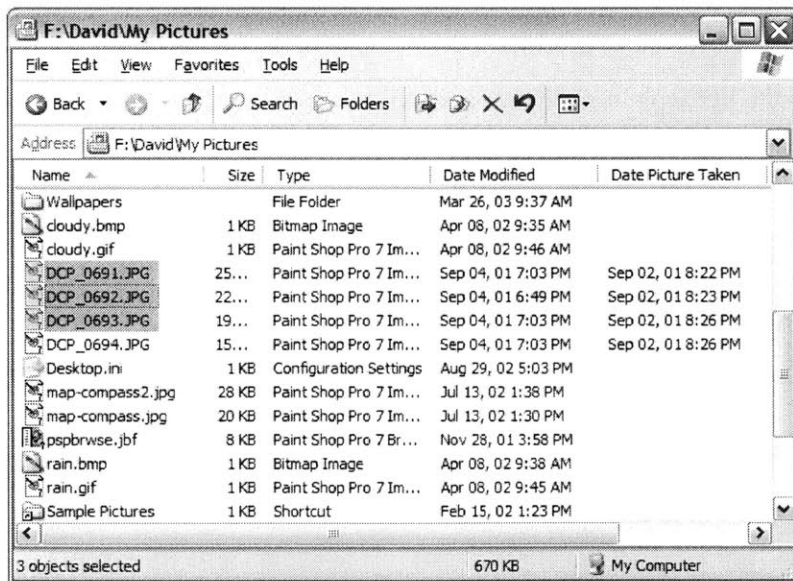 F:\David\My Pictures
File Edit View Favorites Tools Help
Back Search Folders
Address F:\David\My Pictures
Name Size Type Date Modified Date Picture Taken
Wallpapers File Folder Mar 26, 03 9:37 AM
cloudy.bmp 1 KB Bitmap Image Apr 08, 02 9:35 AM
cloudy.gif 1 KB Paint Shop Pro 7 Im... Apr 08, 02 9:46 AM
DCP_0691.JPG 25... Paint Shop Pro 7 Im... Sep 04, 01 7:03 PM Sep 02, 01 8:22 PM
DCP_0692.JPG 22... Paint Shop Pro 7 Im... Sep 04, 01 6:49 PM Sep 02, 01 8:23 PM
DCP_0693.JPG 19... Paint Shop Pro 7 Im... Sep 04, 01 7:03 PM Sep 02, 01 8:26 PM
DCP_0694.JPG 15... Paint Shop Pro 7 Im... Sep 04, 01 7:03 PM Sep 02, 01 8:26 PM
Desktop.ini 1 KB Configuration Settings Aug 29, 02 5:03 PM
map-compass2.jpg 28 KB Paint Shop Pro 7 Im... Jul 13, 02 1:38 PM
map-compass.jpg 20 KB Paint Shop Pro 7 Im... Jul 13, 02 1:30 PM
pspbrwse.jbf 8 KB Paint Shop Pro 7 Br... Nov 28, 01 3:58 PM
rain.bmp 1 KB Bitmap Image Apr 08, 02 9:38 AM
rain.gif 1 KB Paint Shop Pro 7 Im... Apr 08, 02 9:45 AM
Sample Pictures 1 KB Shortcut Feb 15, 02 1:23 PM
3 objects selected 670 KB My Computer